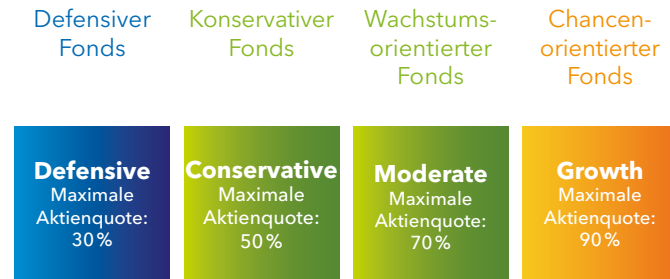 Defensiver
Fonds
Konservativer
Fonds
Wachstums-
orientierter
Fonds
Chancen-
orientierter
Fonds
Defensive
Maximale
Aktienquote:
30 %
Conservative
Maximale
Aktienquote:
50 %
Moderate
Maximale
Aktienquote:
70 %
Growth
Maximale
Aktienquote:
90 %